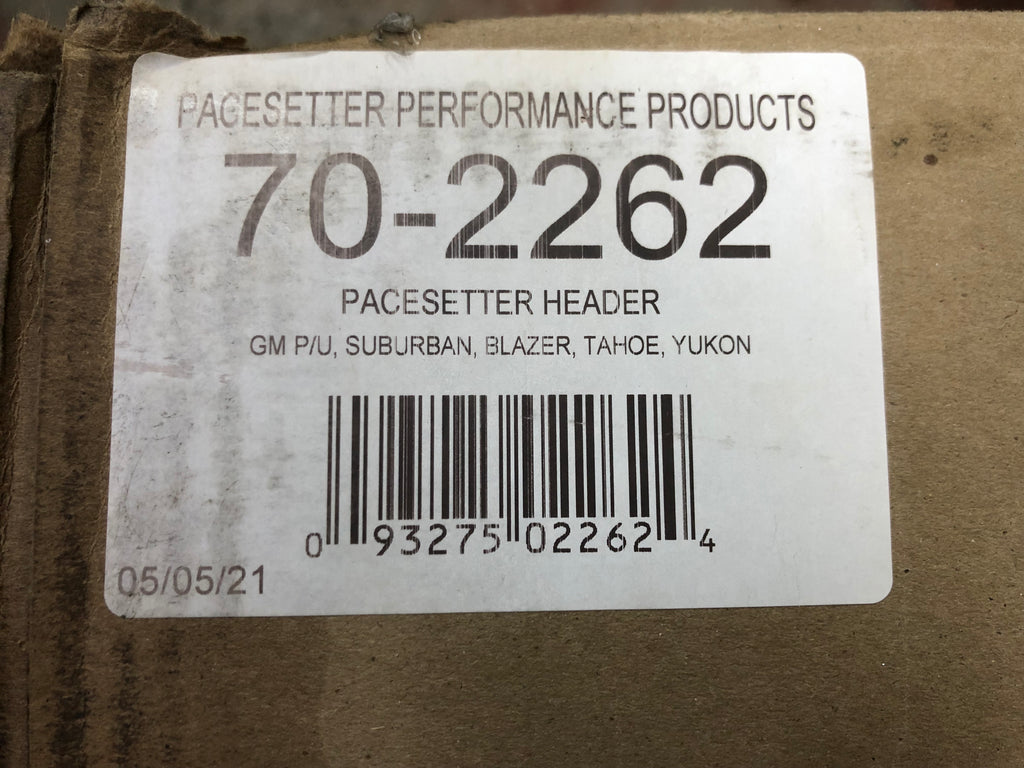 PACESETTER PERFORMANCE PRODUCTS
70-2262
PACESETTER HEADER
GM P/U, SUBURBAN, BLAZER, TAHOE, YUKON
0 93275 02262 4
05/05/21